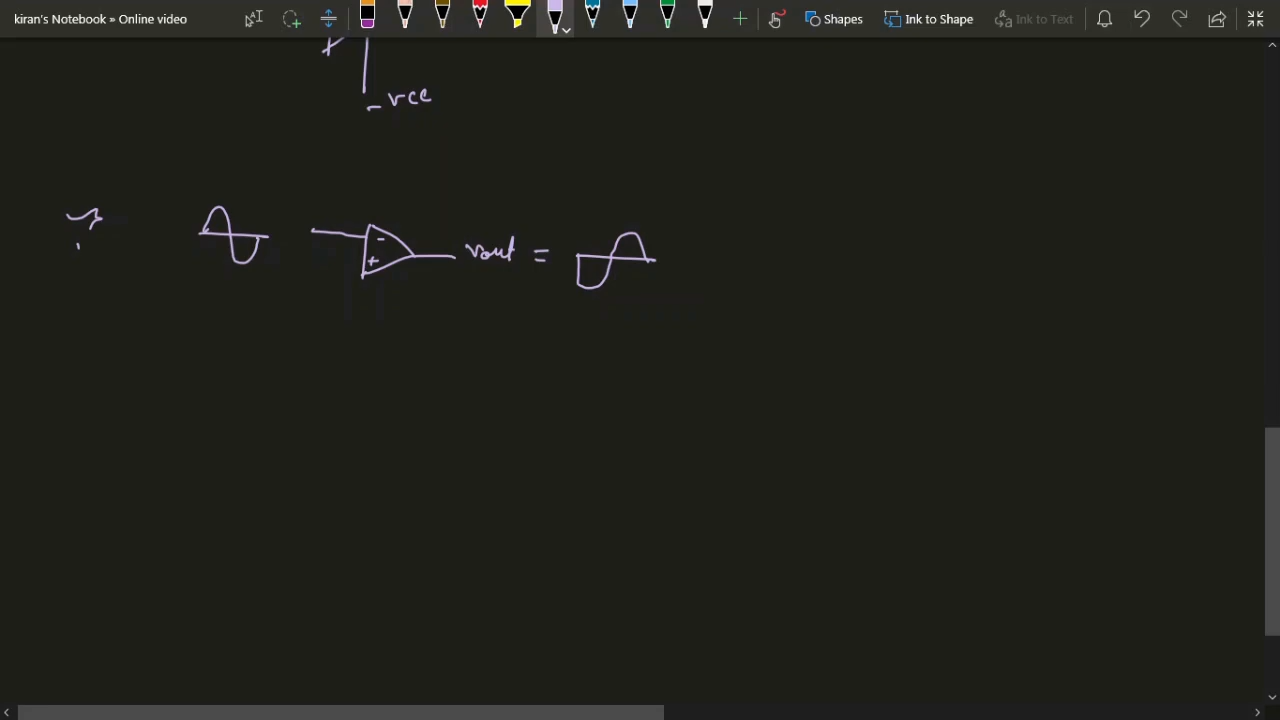 kiran's Notebook » Online video
Shapes
Ink to Shape
Ink to Text
- vcc
-
+
vout =